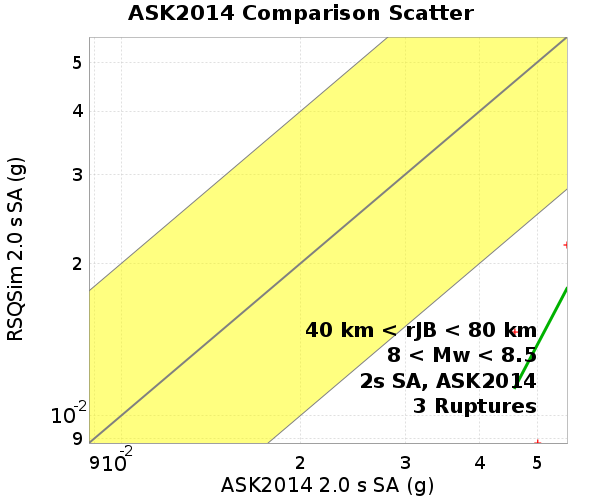 ASK2014 Comparison Scatter
RSQSim 2.0 s SA (g)
5
4
3
2
10-2
9
40 km < rJB < 80 km
8 < Mw < 8.5
2s SA, ASK2014
3 Ruptures
9 10-2 2 3 4 5
ASK2014 2.0 s SA (g)